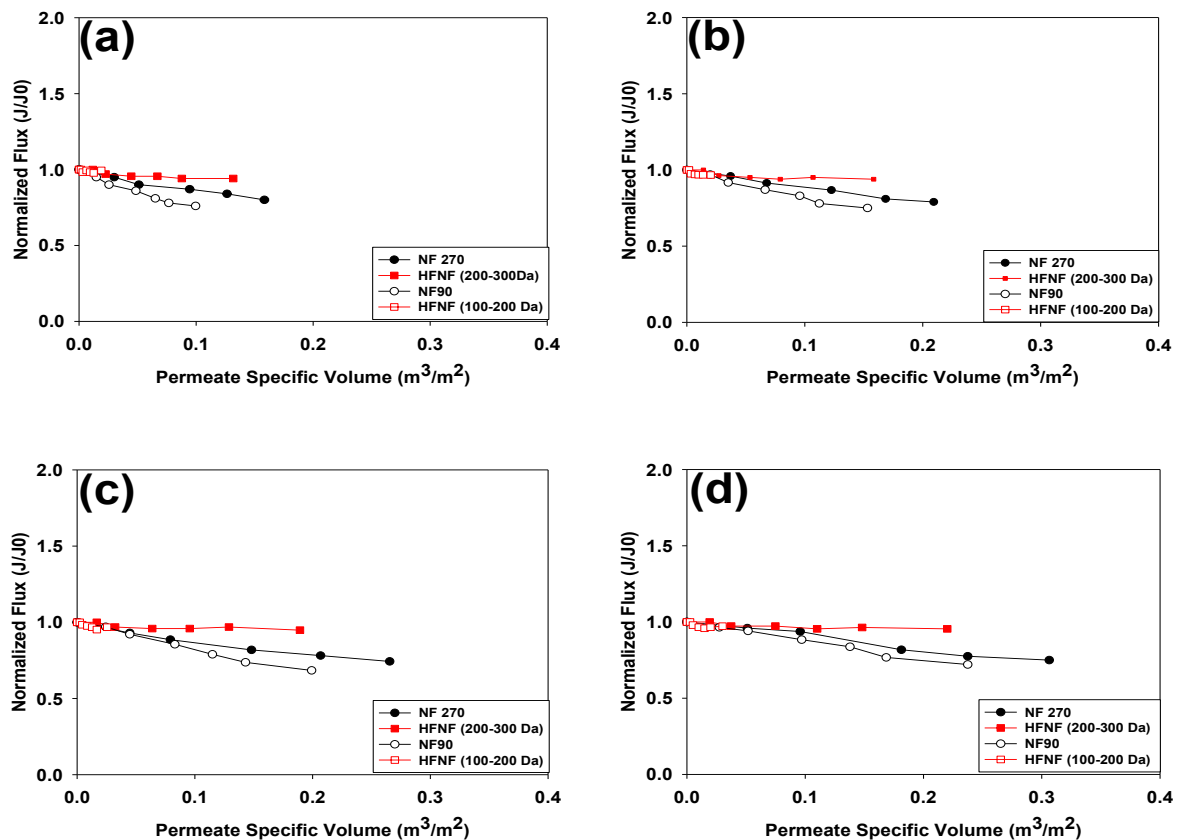 (a)
Normalized Flux (J/J0)
2.0
1.5
1.0
0.5
0.0
NF 270
HFNF (200-300Da)
NF90
HFNF (100-200 Da)
0.0 0.1 0.2 0.3 0.4
Permeate Specific Volume (m³/m²)
(b)
Normalized Flux (J/J0)
2.0
1.5
1.0
0.5
0.0
NF 270
HFNF (200-300 Da)
NF90
HFNF (100-200 Da)
0.0 0.1 0.2 0.3 0.4
Permeate Specific Volume (m³/m²)
(c)
Normalized Flux (J/J0)
2.0
1.5
1.0
0.5
0.0
NF 270
HFNF (200-300 Da)
NF90
HFNF (100-200 Da)
0.0 0.1 0.2 0.3 0.4
Permeate Specific Volume (m³/m²)
(d)
Normalized Flux (J/J0)
2.0
1.5
1.0
0.5
0.0
NF 270
HFNF (200-300 Da)
NF90
HFNF (100-200 Da)
0.0 0.1 0.2 0.3 0.4
Permeate Specific Volume (m³/m²)